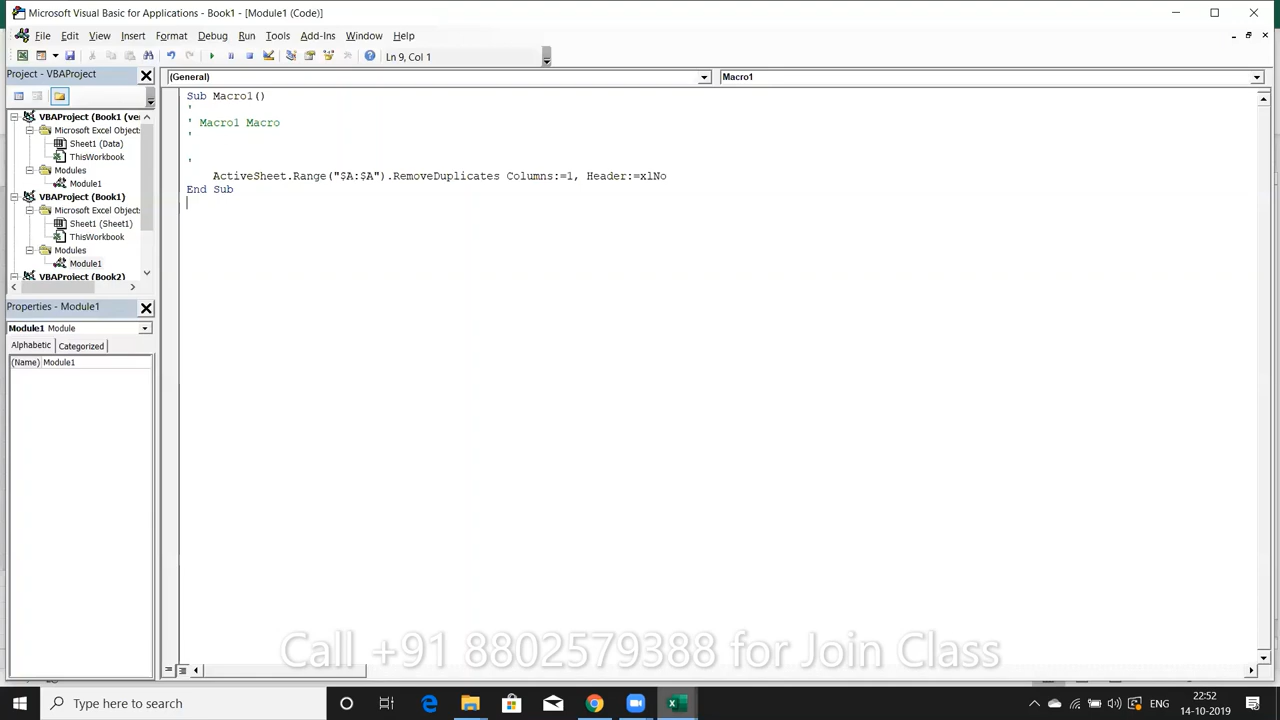 Microsoft Visual Basic for Applications - Book1 - [Module1 (Code)]
File Edit View Insert Format Debug Run Tools Add-Ins Window Help
Ln 9, Col 1
Project - VBAProject
(General)
Macro1
VBAProject (Book1 (ve
Microsoft Excel Objects
Sheet1 (Data)
ThisWorkbook
Modules
Module1
VBAProject (Book1)
Microsoft Excel Objects
Sheet1 (Sheet1)
ThisWorkbook
Modules
Module1
VBAProject (Book2)
Properties - Module1
Module1 Module
Alphabetic Categorized
(Name) Module1
Sub Macro1()
'
' Macro1 Macro
'
'
ActiveSheet.Range("$A:$A").RemoveDuplicates Columns:=1, Header:=xlNo
End Sub
Call +91 8802579388 for Join Class
Type here to search
ENG
22:52
14-10-2019